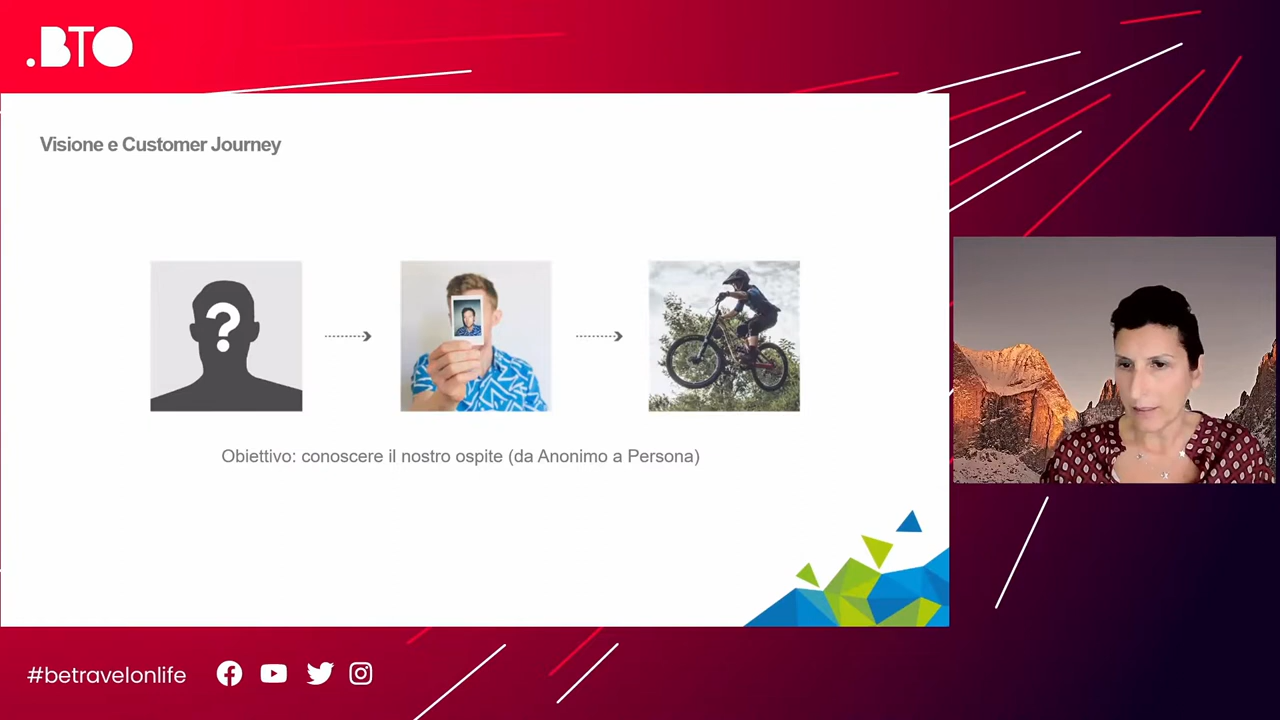 .BTO
Visione e Customer Journey
?
Obiettivo: conoscere il nostro ospite (da Anonimo a Persona)
#betravelonlife